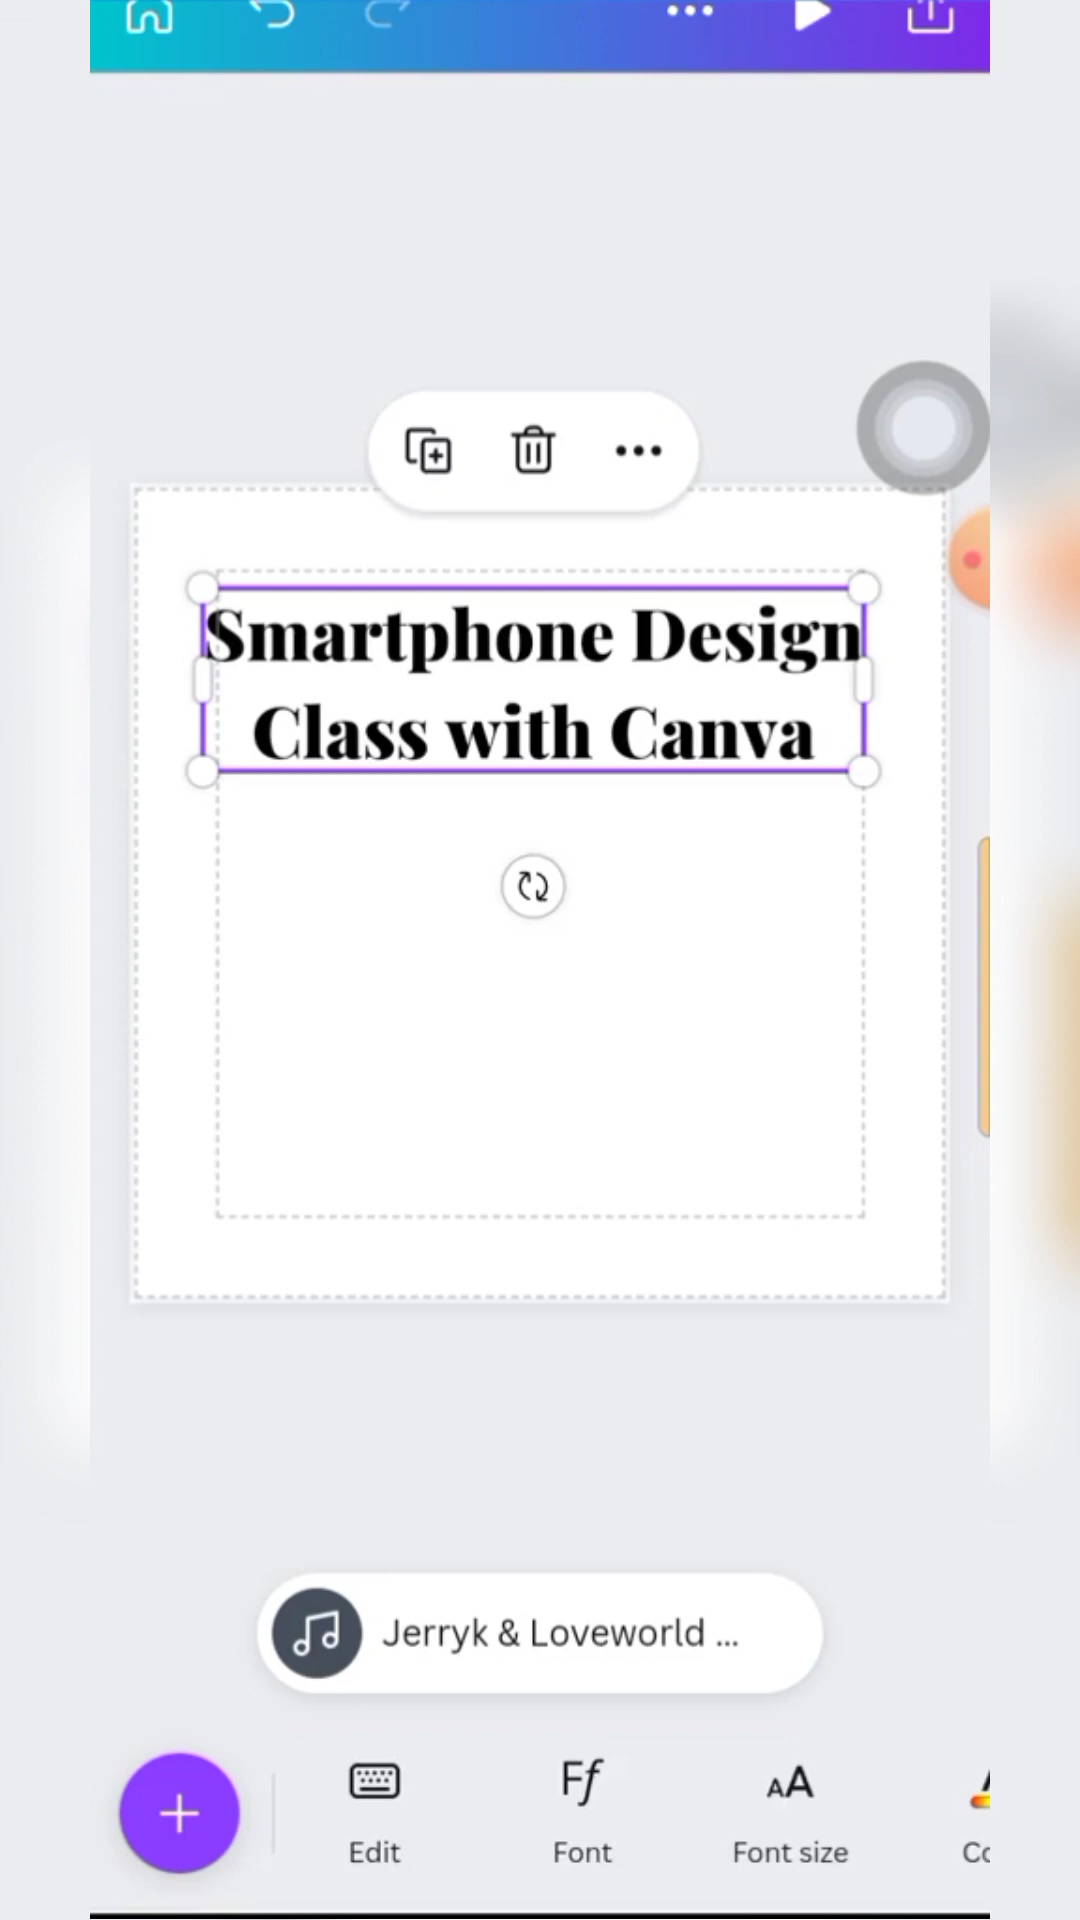 Smartphone Design
Class with Canva
Jerryk & Loveworld ...
Edit
Font
Font size